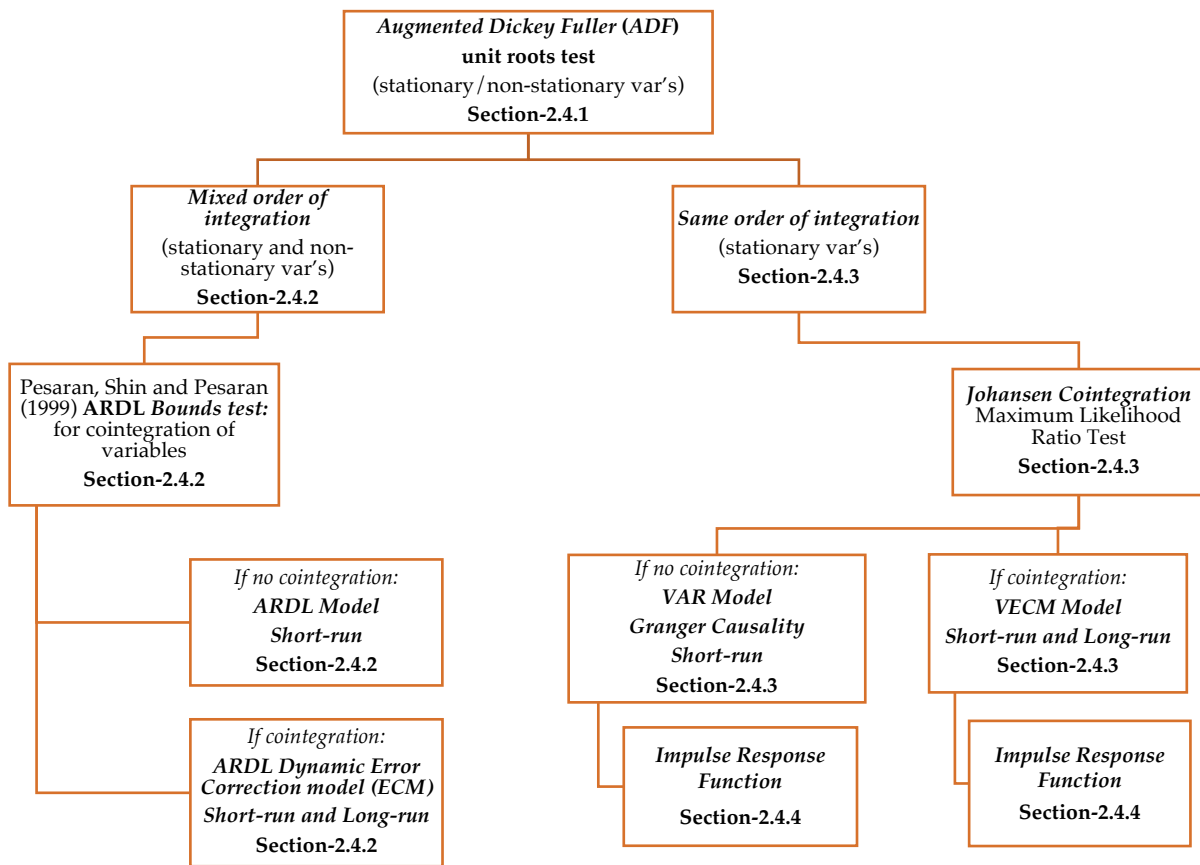 Augmented Dickey Fuller (ADF)
unit roots test
(stationary/non-stationary var's)
Section-2.4.1
Mixed order of
integration
(stationary and non-
stationary var's)
Section-2.4.2
Same order of integration
(stationary var's)
Section-2.4.3
Pesaran, Shin and Pesaran
(1999) ARDL Bounds test:
for cointegration of
variables
Section-2.4.2
Johansen Cointegration
Maximum Likelihood
Ratio Test
Section-2.4.3
If no cointegration:
ARDL Model
Short-run
Section-2.4.2
If no cointegration:
VAR Model
Granger Causality
Short-run
Section-2.4.3
If cointegration:
VECM Model
Short-run and Long-run
Section-2.4.3
If cointegration:
ARDL Dynamic Error
Correction model (ECM)
Short-run and Long-run
Section-2.4.2
Impulse Response
Function
Section-2.4.4
Impulse Response
Function
Section-2.4.4